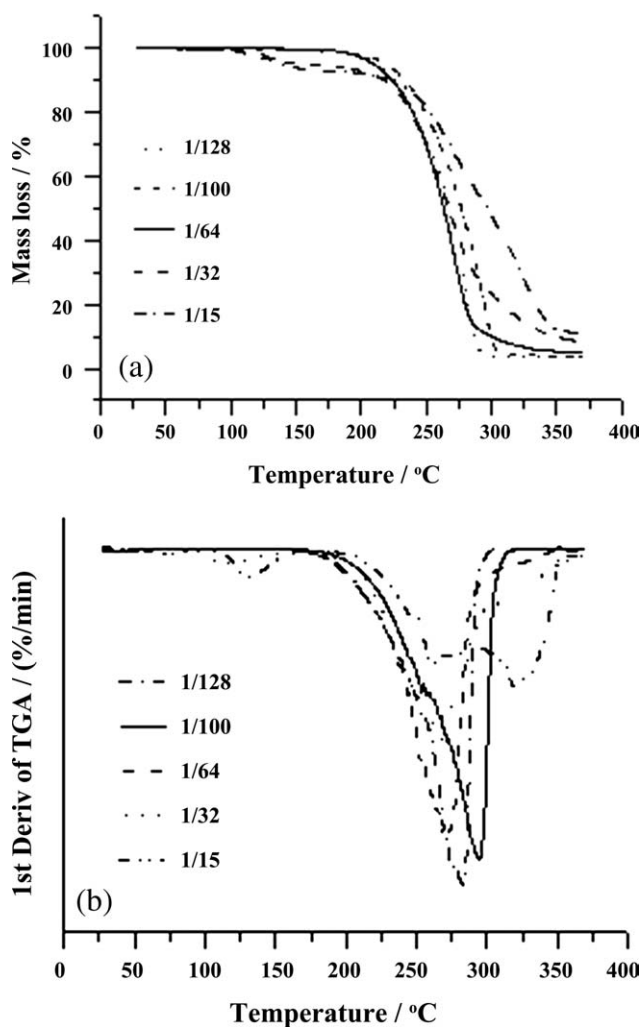 100
80
60
40
20
0
Mass loss / %
1/128
1/100
1/64
1/32
1/15
(a)
0 50 100 150 200 250 300 350 400
Temperature / °C
1st Deriv of TGA / (%/min)
1/128
1/100
1/64
1/32
1/15
(b)
0 50 100 150 200 250 300 350 400
Temperature / °C